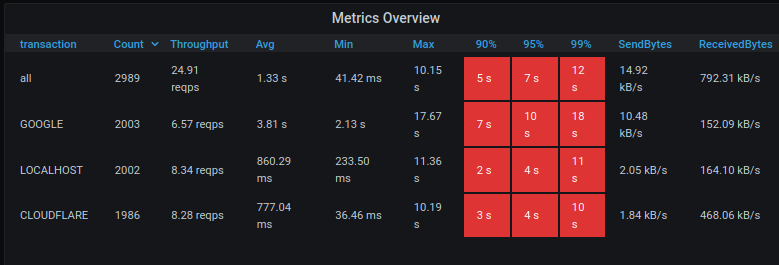 Metrics Overview
transaction Count Throughput Avg Min Max 90% 95% 99% SendBytes ReceivedBytes
all 2989 24.91 reqps 1.33 s 41.42 ms 10.15 s 5 s 7 s 12 s 14.92 kB/s 792.31 kB/s
GOOGLE 2003 6.57 reqps 3.81 s 2.13 s 17.67 s 7 s 10 s 18 s 10.48 kB/s 152.09 kB/s
LOCALHOST 2002 8.34 reqps 860.29 ms 233.50 ms 11.36 s 2 s 4 s 11 s 2.05 kB/s 164.10 kB/s
CLOUDFLARE 1986 8.28 reqps 777.04 ms 36.46 ms 10.19 s 3 s 4 s 10 s 1.84 kB/s 468.06 kB/s